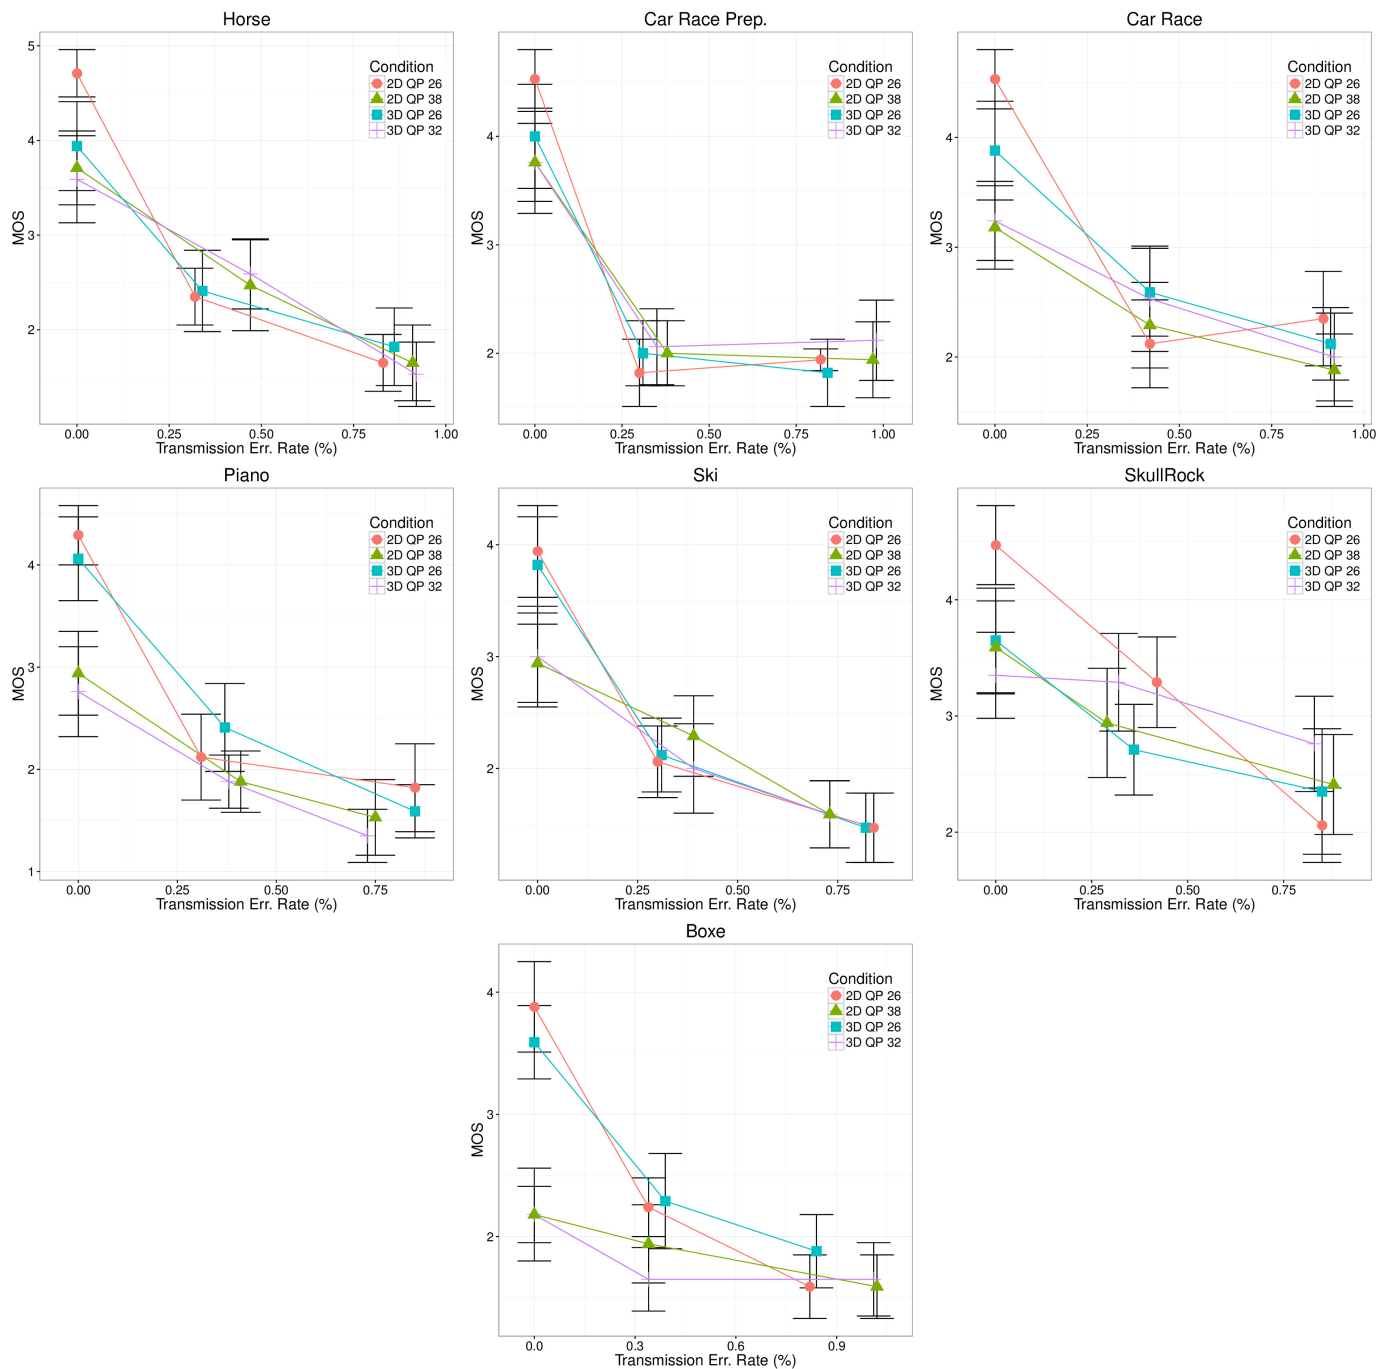 Horse
5
4
3
2
MOS
0.00 0.25 0.50 0.75 1.00
Transmission Err. Rate (%)
Condition
2D QP 26
2D QP 38
3D QP 26
3D QP 32
Car Race Prep.
4
3
2
MOS
0.00 0.25 0.50 0.75 1.00
Transmission Err. Rate (%)
Condition
2D QP 26
2D QP 38
3D QP 26
3D QP 32
Car Race
4
3
2
MOS
0.00 0.25 0.50 0.75 1.00
Transmission Err. Rate (%)
Condition
2D QP 26
2D QP 38
3D QP 26
3D QP 32
Piano
4
3
2
1
MOS
0.00 0.25 0.50 0.75
Transmission Err. Rate (%)
Condition
2D QP 26
2D QP 38
3D QP 26
3D QP 32
Ski
4
3
2
MOS
0.00 0.25 0.50 0.75
Transmission Err. Rate (%)
Condition
2D QP 26
2D QP 38
3D QP 26
3D QP 32
SkullRock
4
3
2
MOS
0.00 0.25 0.50 0.75
Transmission Err. Rate (%)
Condition
2D QP 26
2D QP 38
3D QP 26
3D QP 32
Boxe
4
3
2
MOS
0.0 0.3 0.6 0.9
Transmission Err. Rate (%)
Condition
2D QP 26
2D QP 38
3D QP 26
3D QP 32